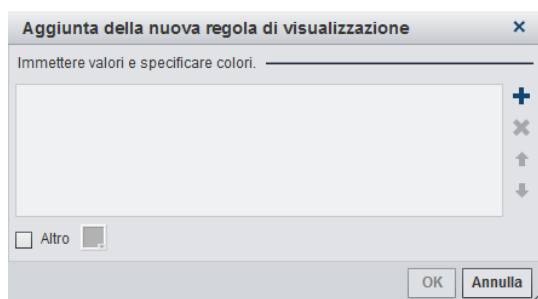 Aggiunta della nuova regola di visualizzazione
Immettere valori e specificare colori.
Altro
OK Annulla